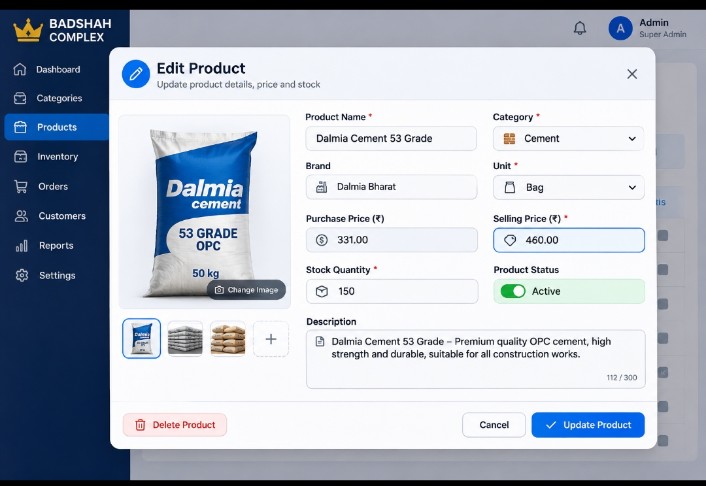 BADSHAH
COMPLEX
Admin
Super Admin
A
Dashboard
Categories
Products
Inventory
Orders
Customers
Reports
Settings
Edit Product
Update product details, price and stock
Dalmia
cement
53 GRADE
OPC
50 kg
Change Image
Product Name *
Dalmia Cement 53 Grade
Category *
Cement
Brand
Dalmia Bharat
Unit *
Bag
Purchase Price (₹)
331.00
Selling Price (₹) *
460.00
Stock Quantity *
150
Product Status
Active
Description
Dalmia Cement 53 Grade – Premium quality OPC cement, high
strength and durable, suitable for all construction works.
112 / 300
Delete Product
Cancel
Update Product